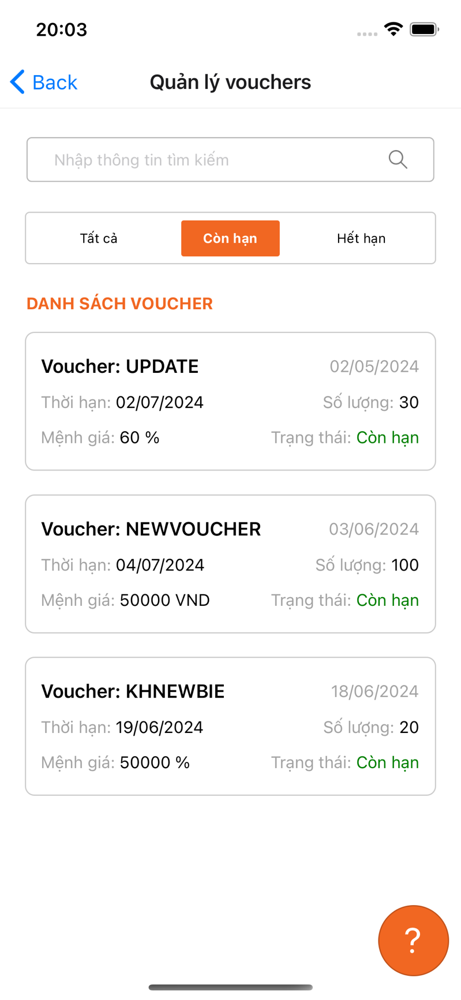 20:03
Back
Quản lý vouchers
Nhập thông tin tìm kiếm
Tất cả
Còn hạn
Hết hạn
DANH SÁCH VOUCHER
Voucher: UPDATE
02/05/2024
Thời hạn: 02/07/2024
Số lượng: 30
Mệnh giá: 60 %
Trạng thái: Còn hạn
Voucher: NEWVOUCHER
03/06/2024
Thời hạn: 04/07/2024
Số lượng: 100
Mệnh giá: 50000 VND
Trạng thái: Còn hạn
Voucher: KHNEWBIE
18/06/2024
Thời hạn: 19/06/2024
Số lượng: 20
Mệnh giá: 50000 %
Trạng thái: Còn hạn
?